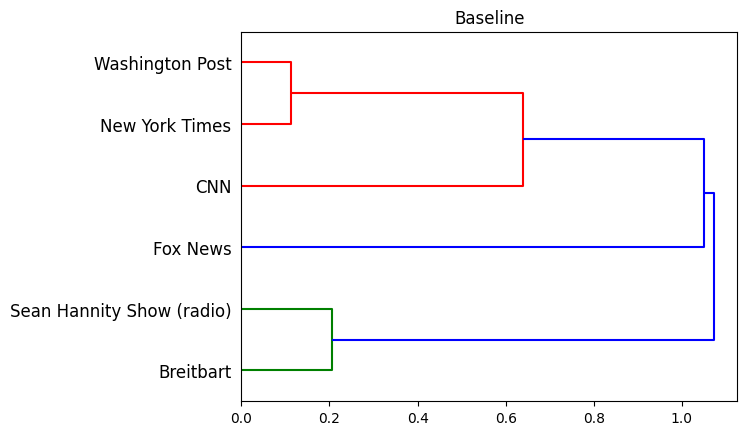 Baseline
Washington Post
New York Times
CNN
Fox News
Sean Hannity Show (radio)
Breitbart
0.0 0.2 0.4 0.6 0.8 1.0